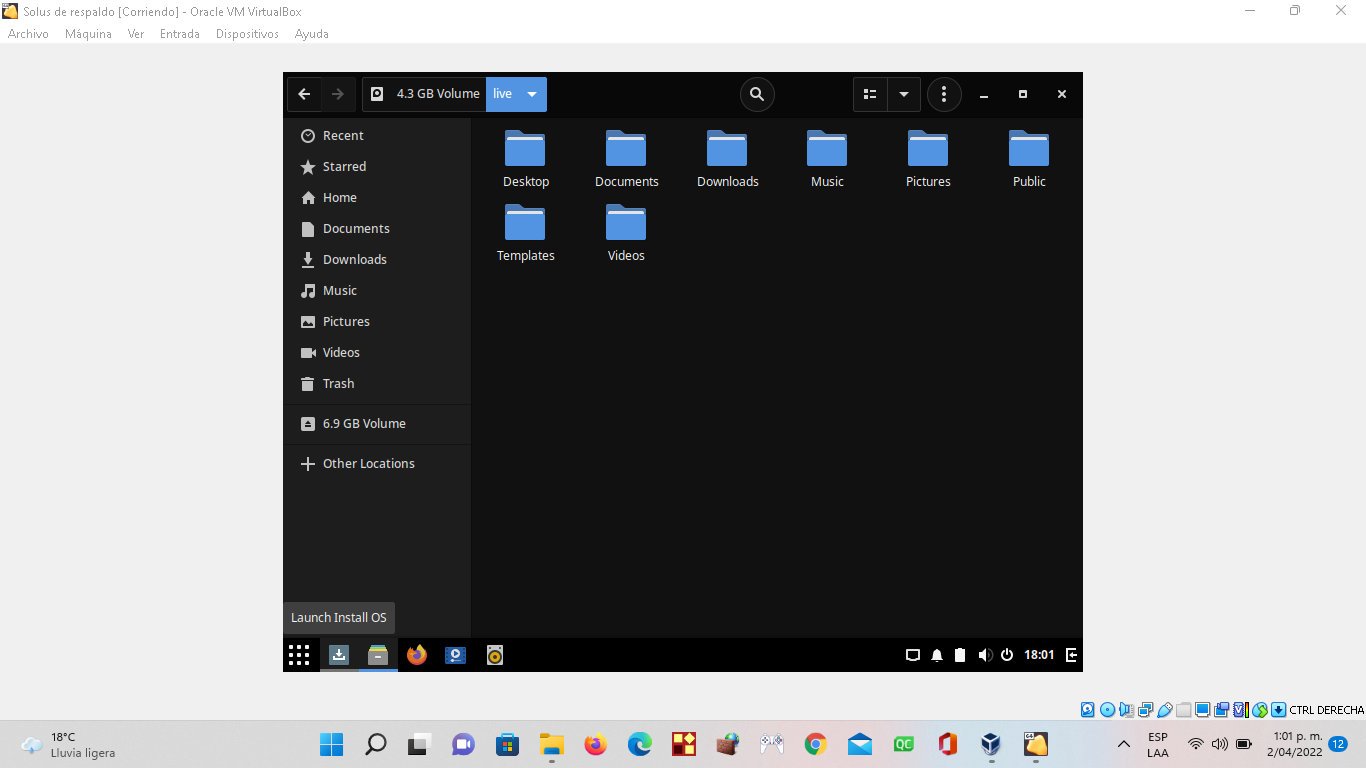 Solus de respaldo [Corriendo] - Oracle VM VirtualBox
Archivo Máquina Ver Entrada Dispositivos Ayuda
4.3 GB Volume live
Recent
Starred
Home
Documents
Downloads
Music
Pictures
Videos
Trash
6.9 GB Volume
Other Locations
Desktop Documents Downloads Music Pictures Public
Templates Videos
Launch Install OS
18:01
CTRL DERECHA
18°C
Lluvia ligera
QC
64
ESP
LAA
1:01 p. m.
2/04/2022
12